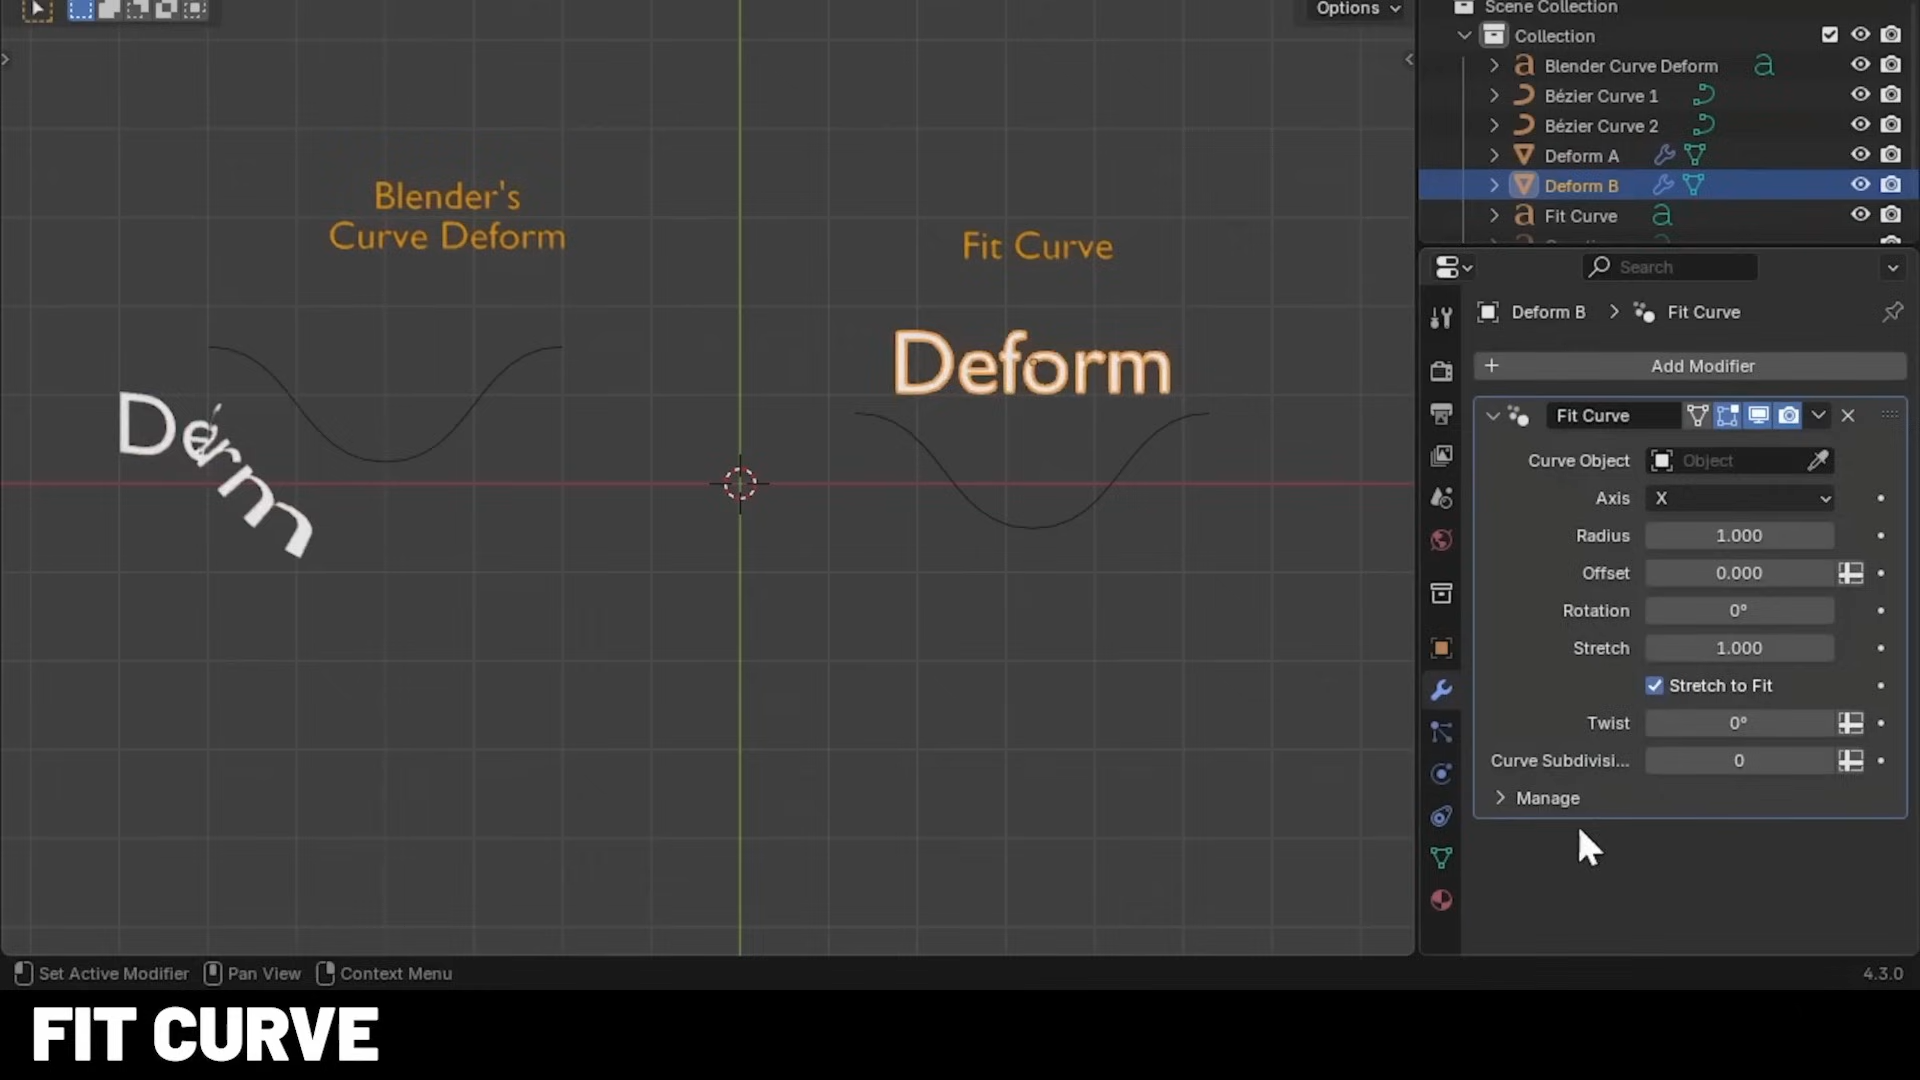 Options
Scene Collection
Collection
Blender Curve Deform
Bézier Curve 1
Bézier Curve 2
Deform A
Deform B
Fit Curve
Blender's
Curve Deform
Fit Curve
Deform
Search
Deform B > Fit Curve
Add Modifier
Fit Curve
Curve Object Object
Axis X
Radius 1.000
Offset 0.000
Rotation 0°
Stretch 1.000
Stretch to Fit
Twist 0°
Curve Subdivisi... 0
Manage
Set Active Modifier Pan View Context Menu
4.3.0
FIT CURVE